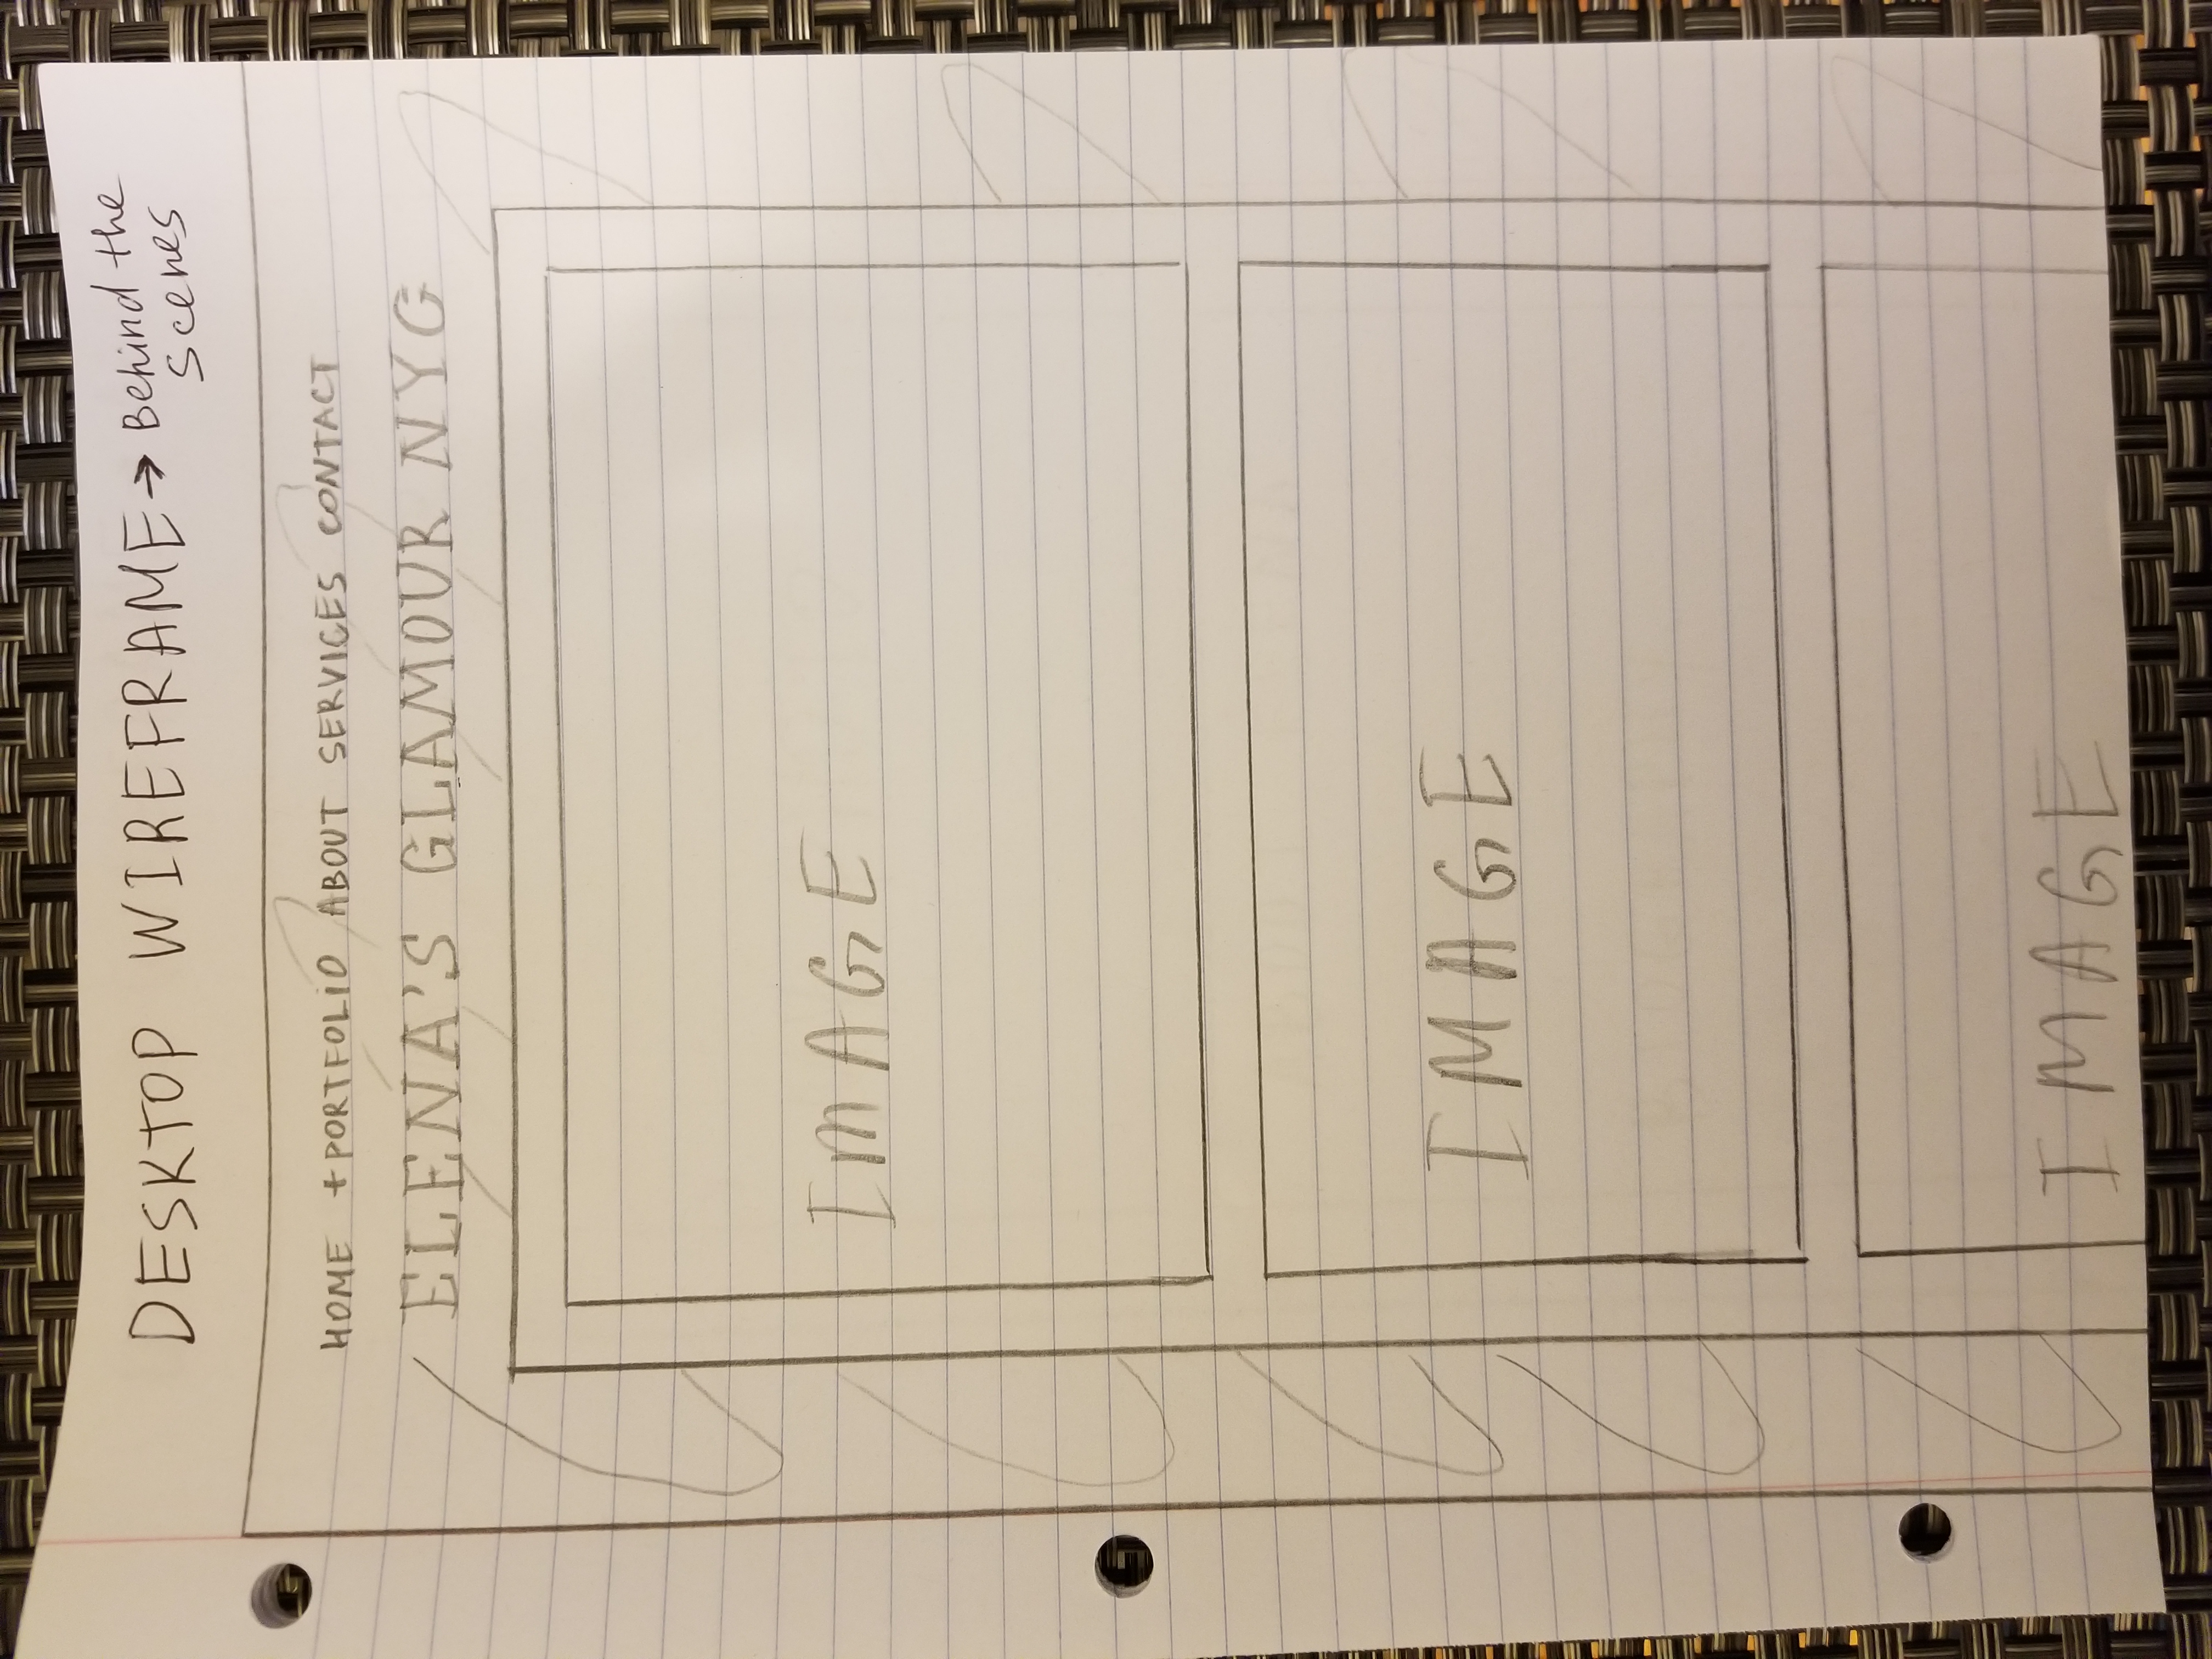 DESKTOP WIREFRAME → Behind the
Scenes
HOME +PORTFOLIO ABOUT SERVICES CONTACT
ELENA'S GLAMOUR NYC
IMAGE
IMAGE
IMAGE